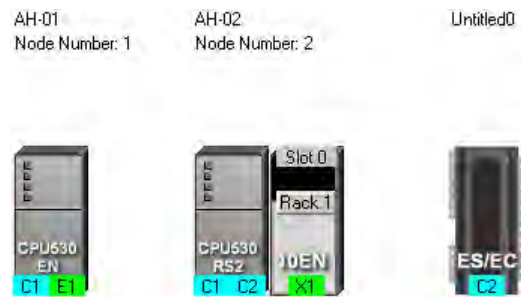 AH-01
Node Number: 1
AH-02
Node Number: 2
Untitled0
CPU530
EN
C1 E1
CPU530
RS2
C1 C2
Slot 0
Rack 1
10EN
X1
ES/EC
C2